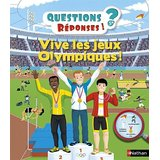 QUESTIONS ?
RÉPONSES !
Vive les Jeux
Olympiques !
Nathan